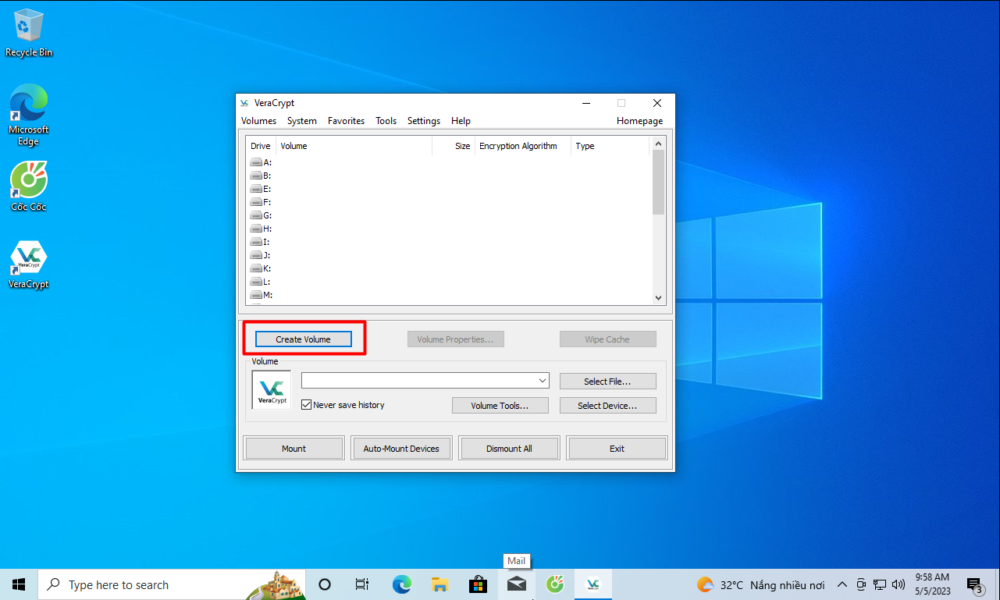 Recycle Bin
Microsoft
Edge
Cốc Cốc
VeraCrypt
VeraCrypt
VeraCrypt
Volumes System Favorites Tools Settings Help Homepage
Drive Volume Size Encryption Algorithm Type
A:
B:
E:
F:
G:
H:
I:
J:
K:
L:
M:
Create Volume Volume Properties... Wipe Cache
Volume
VeraCrypt
Select File...
Never save history Volume Tools... Select Device...
Mount Auto-Mount Devices Dismount All Exit
Mail
Type here to search
32°C Nắng nhiều nơi
9:58 AM
5/5/2023
3